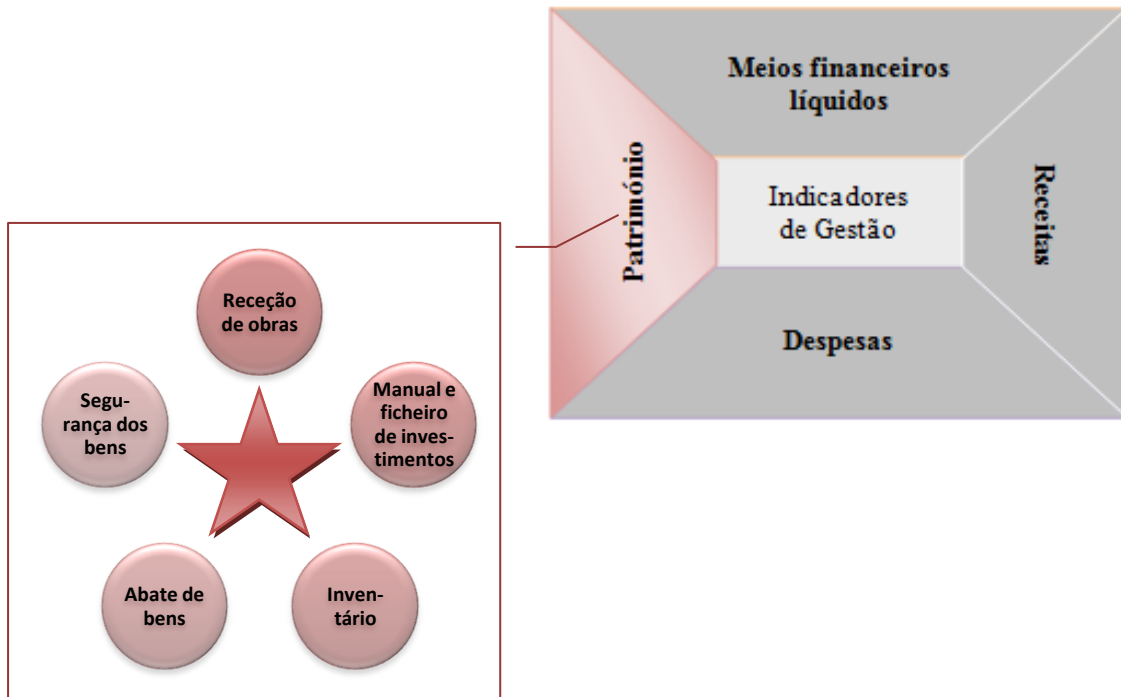 Meios financeiros
líquidos
Património
Indicadores
de Gestão
Receitas
Despesas
Receção
de obras
Segu-
rança dos
bens
Manual e
ficheiro
de inves-
timentos
Abate de
bens
Inven-
tário